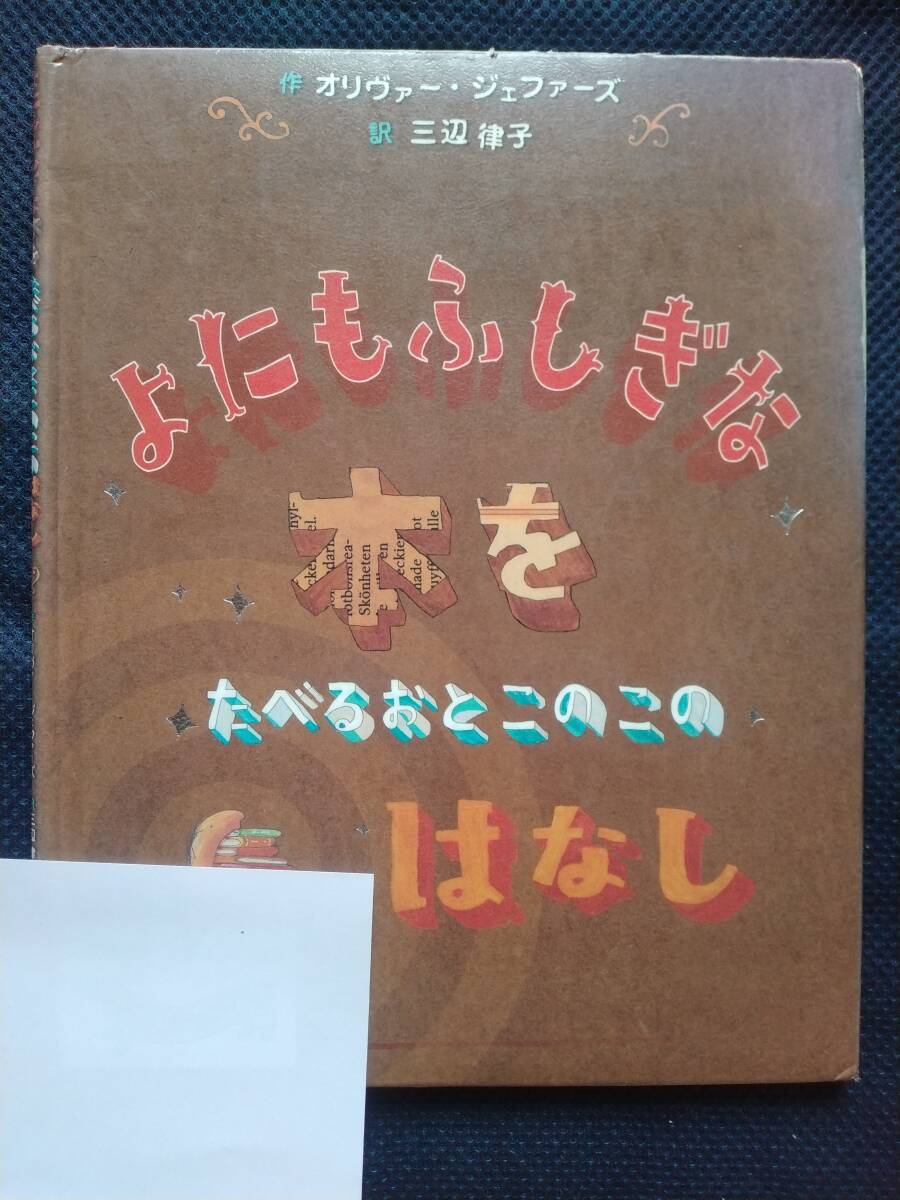 作 オリヴァー・ジェファーズ
訳 三辺 律子
よにもふしぎな
本を
たべるおとこのこの
はなし